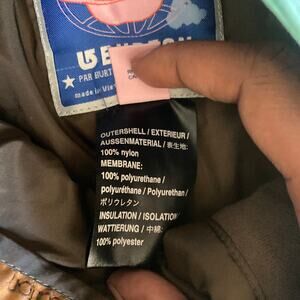 BURTON
★ PAR BURT
made in Vie
OUTERSHELL / EXTERIEUR /
AUSSENMATERIAL / 表生地:
100% nylon
MEMBRANE:
100% polyurethane /
polyuréthane / Polyurethan /
ポリウレタン
INSULATION / ISOLATION
WATTIERUNG / 中綿:
100% polyester